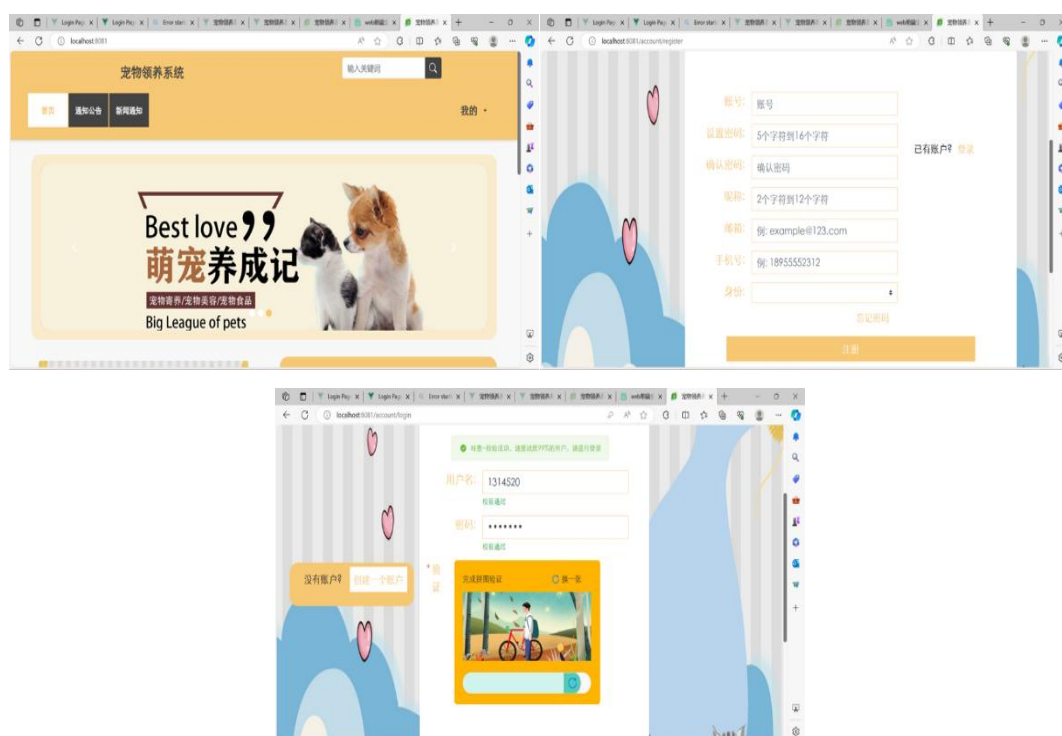 localhost:8081
宠物领养系统
输入关键词
首页 通知公告 新闻通知
我的
Best love
萌宠养成记
宠物寄养/宠物美容/宠物食品
Big League of pets
localhost:8081/account/register
账号: 账号
设置密码: 5个字符到16个字符
已有账户? 登录
确认密码: 确认密码
昵称: 2个字符到12个字符
邮箱: 例: example@123.com
手机号: 例: 18955552312
身份:
忘记密码
注册
localhost:8081/account/login
用户名: 1314520
校验通过
密码: •••••••
校验通过
没有账户? 创建一个账户
* 验证
完成拼图验证 换一张